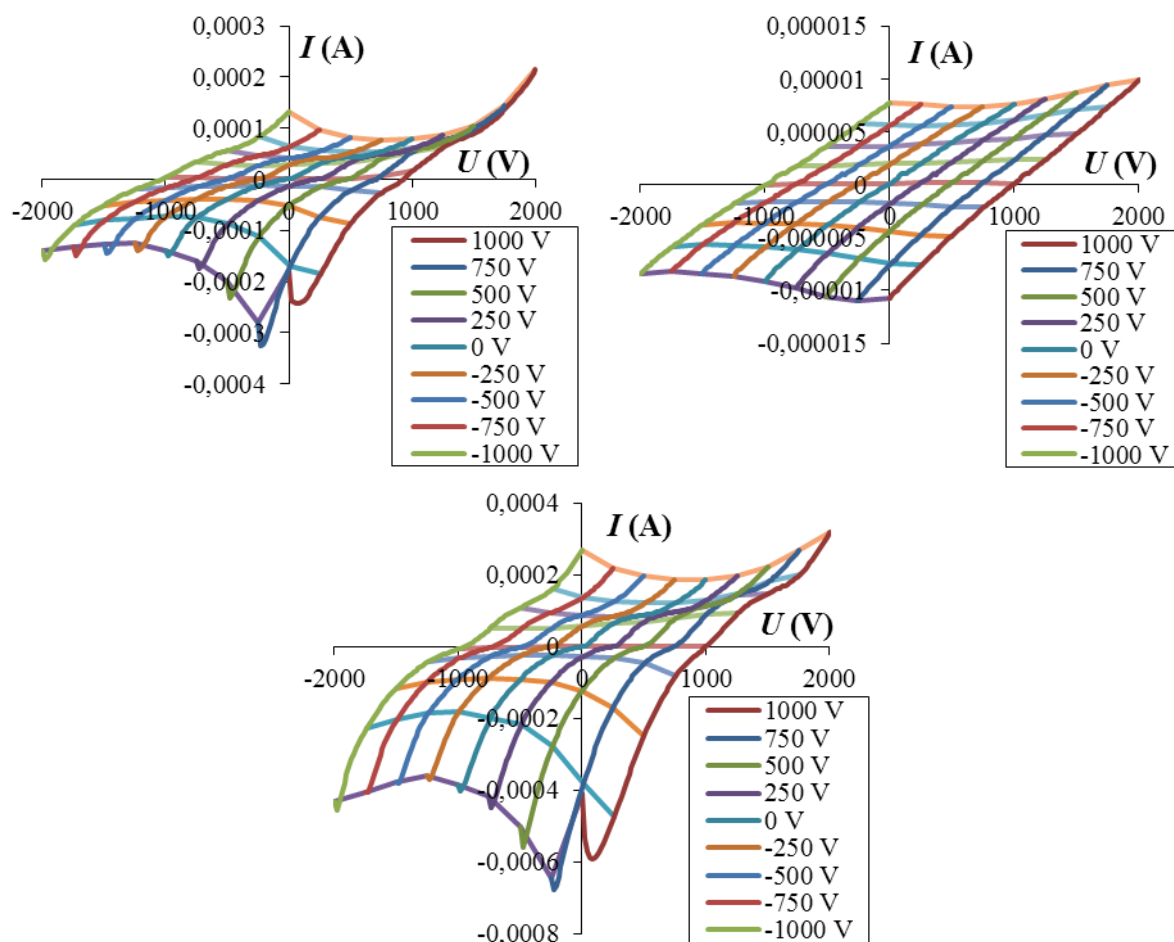 0,0003
I (A)
0,0002
0,0001
U (V)
0
-2000
-1000
0
1000
2000
-0,0001
-0,0002
-0,0003
-0,0004
1000 V
750 V
500 V
250 V
0 V
-250 V
-500 V
-750 V
-1000 V
0,000015
I (A)
0,00001
0,000005
U (V)
0
-2000
-1000
0
1000
2000
-0,000005
-0,00001
-0,000015
1000 V
750 V
500 V
250 V
0 V
-250 V
-500 V
-750 V
-1000 V
0,0004
I (A)
0,0002
U (V)
0
-2000
-1000
0
1000
2000
-0,0002
-0,0004
-0,0006
-0,0008
1000 V
750 V
500 V
250 V
0 V
-250 V
-500 V
-750 V
-1000 V